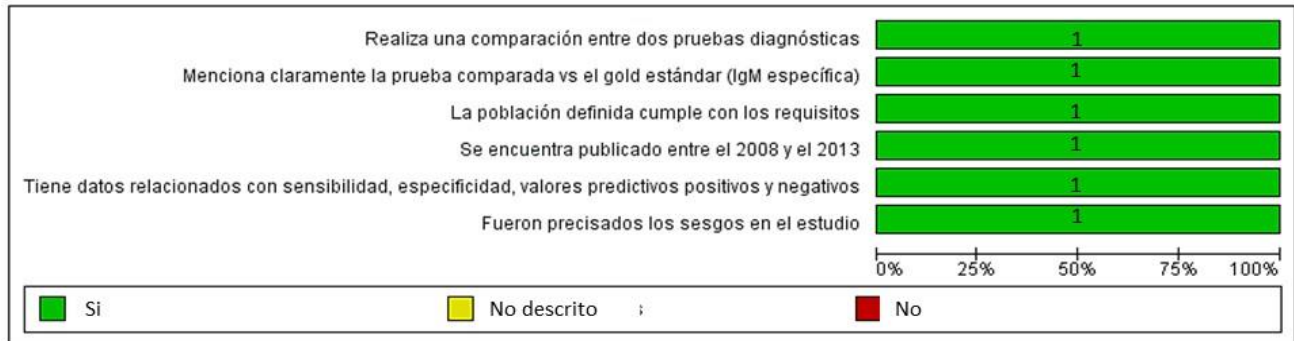 Realiza una comparación entre dos pruebas diagnósticas 1
Menciona claramente la prueba comparada vs el gold estándar (IgM específica) 1
La población definida cumple con los requisitos 1
Se encuentra publicado entre el 2008 y el 2013 1
Tiene datos relacionados con sensibilidad, especificidad, valores predictivos positivos y negativos 1
Fueron precisados los sesgos en el estudio 1
0% 25% 50% 75% 100%
Si No descrito No